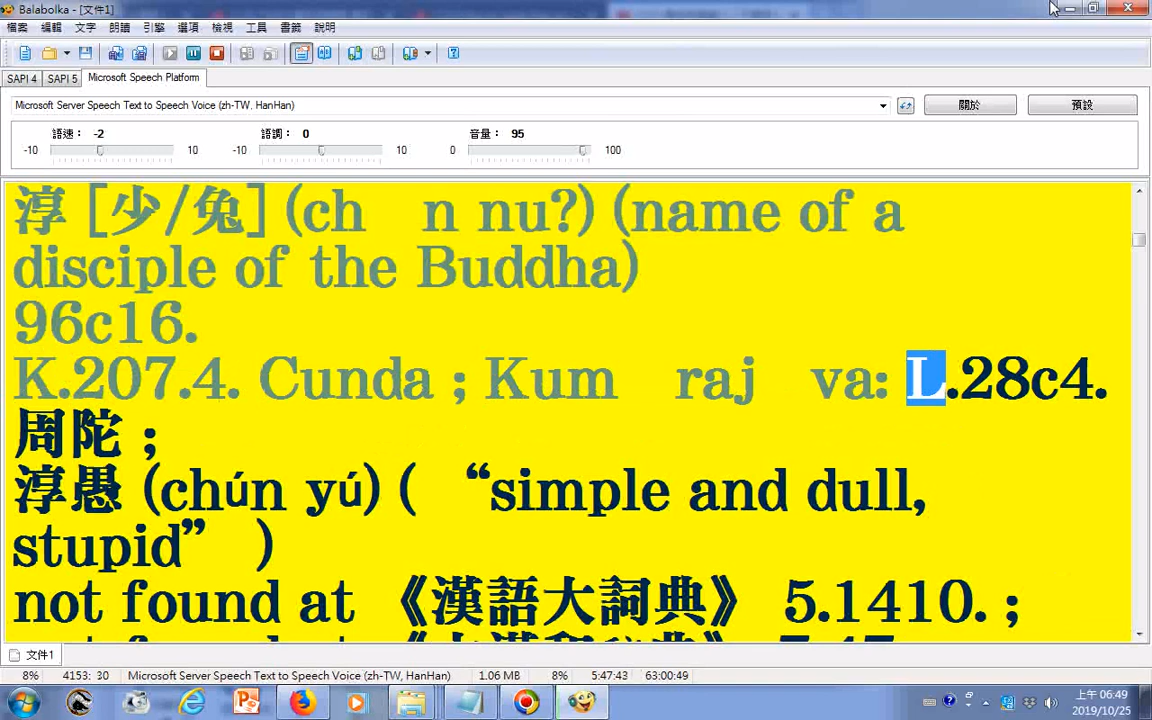 Balabolka - [文件1]
檔案 編輯 文字 朗讀 引擎 選項 檢視 工具 書籤 說明
SAPI 4 SAPI 5 Microsoft Speech Platform
Microsoft Server Speech Text to Speech Voice (zh-TW, HanHan) 關於 預設
語速： -2 語調： 0 音量： 95
-10 10 -10 10 0 100
淳 [少/兔] (ch n nu?) (name of a
disciple of the Buddha)
96c16.
K.207.4. Cunda ; Kum raj va: L.28c4.
周陀 ;
淳愚 (chún yú) ( “simple and dull,
stupid” )
not found at 《漢語大詞典》 5.1410. ;
文件1
8% 4153: 30 Microsoft Server Speech Text to Speech Voice (zh-TW, HanHan) 1.06 MB 8% 5:47:43 63:00:49
上午 06:49
2019/10/25